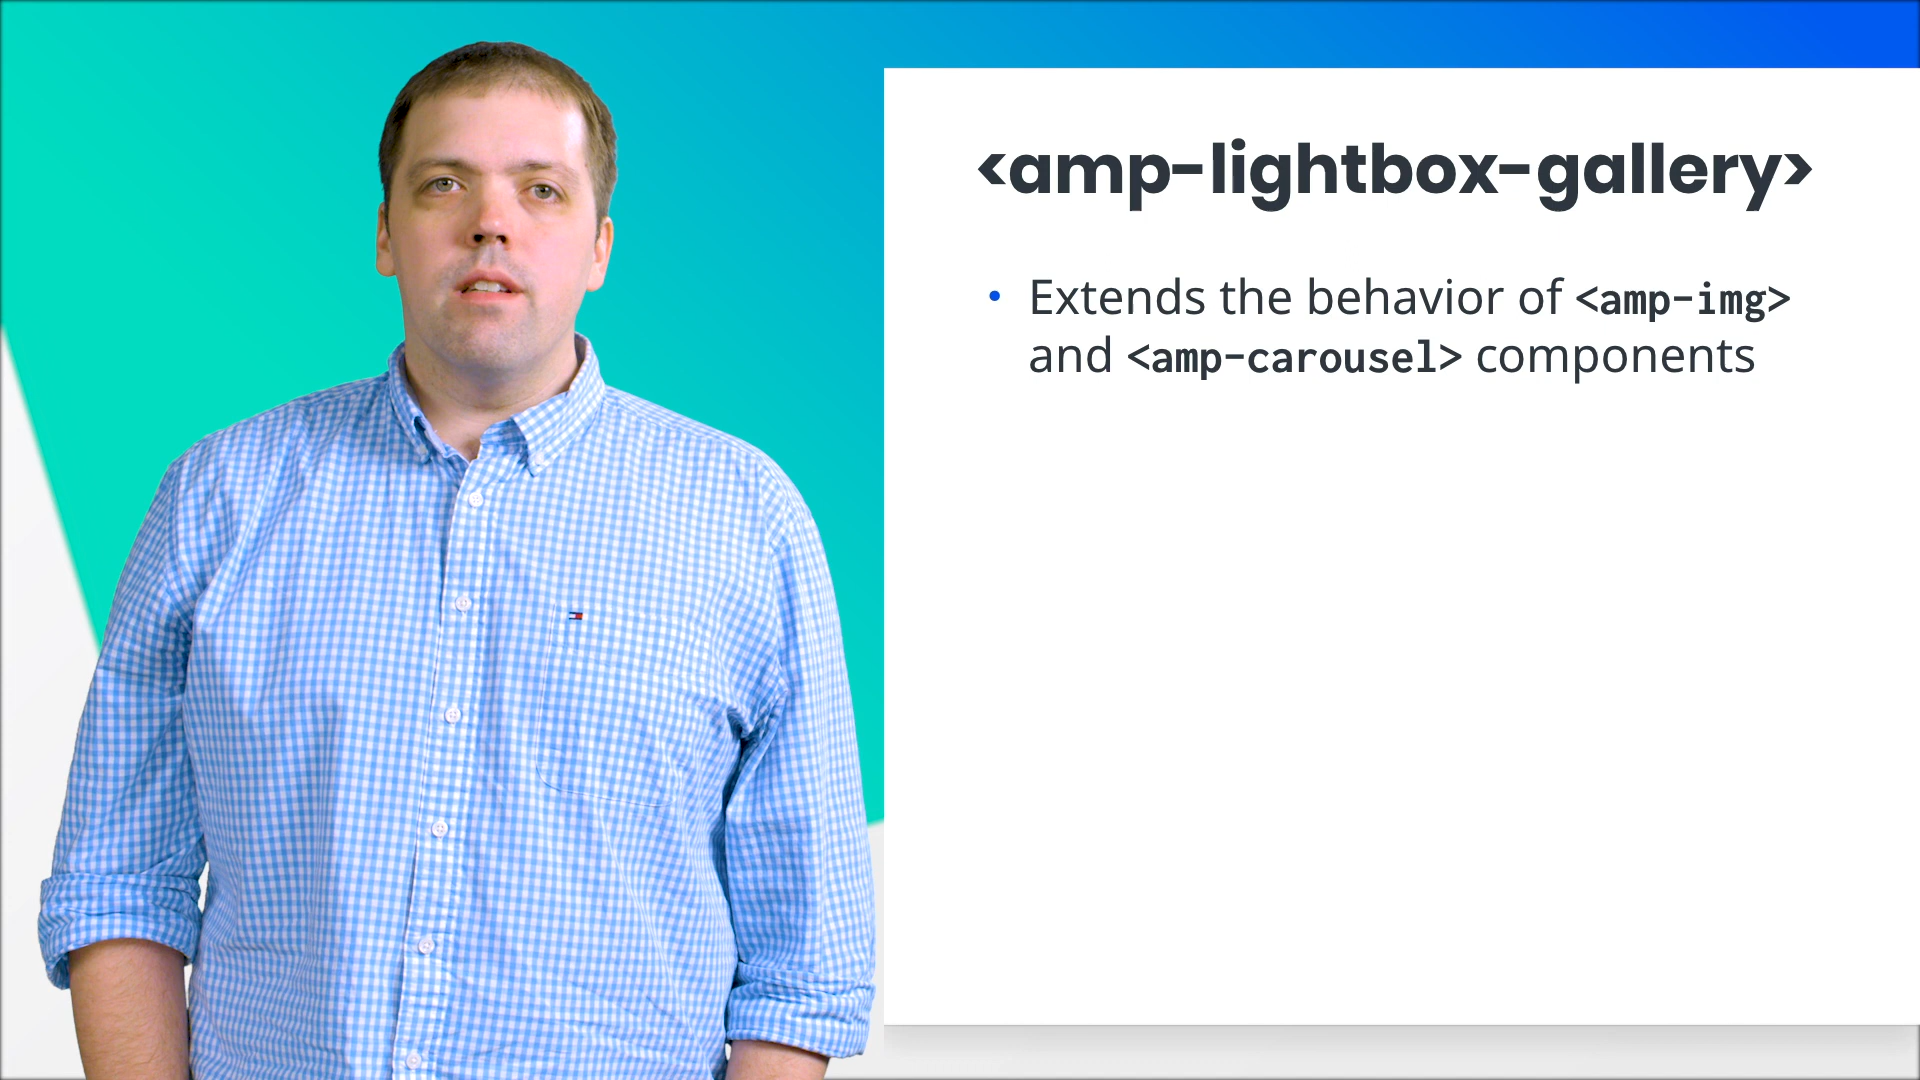 <amp-lightbox-gallery>
• Extends the behavior of <amp-img>
and <amp-carousel> components